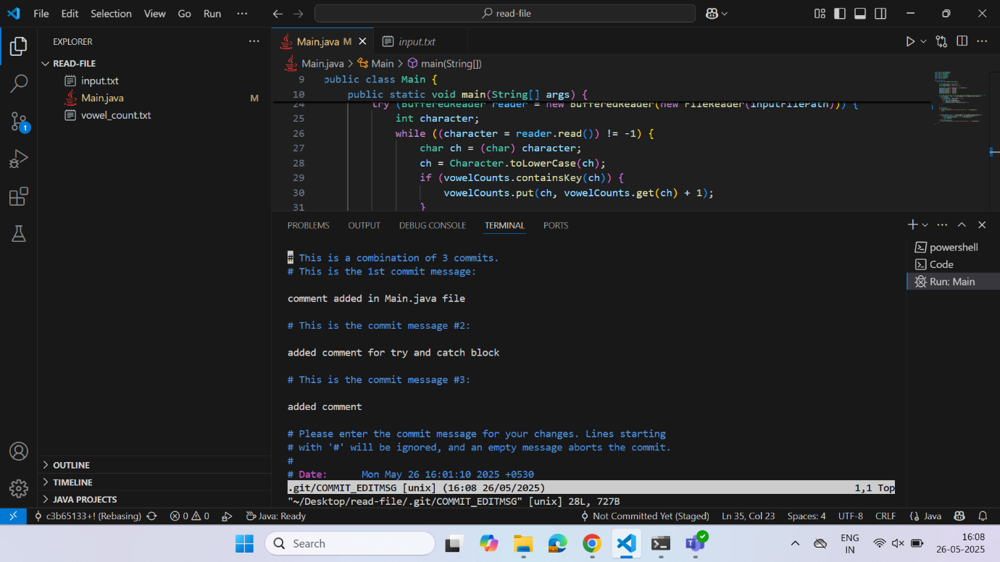 File Edit Selection View Go Run ···
read-file
EXPLORER
READ-FILE
input.txt
Main.java M
vowel_count.txt
1
OUTLINE
TIMELINE
JAVA PROJECTS
Main.java M
input.txt
Main.java > Main > main(String[])
9 public class Main {
10 public static void main(String[] args) {
24 try (BufferedReader reader = new BufferedReader(new FileReader(inputFilePath))) {
25 int character;
26 while ((character = reader.read()) != -1) {
27 char ch = (char) character;
28 ch = Character.toLowerCase(ch);
29 if (vowelCounts.containsKey(ch)) {
30 vowelCounts.put(ch, vowelCounts.get(ch) + 1);
31 }
PROBLEMS OUTPUT DEBUG CONSOLE TERMINAL PORTS
# This is a combination of 3 commits.
# This is the 1st commit message:
comment added in Main.java file
# This is the commit message #2:
added comment for try and catch block
# This is the commit message #3:
added comment
# Please enter the commit message for your changes. Lines starting
# with '#' will be ignored, and an empty message aborts the commit.
#
# Date: Mon May 26 16:01:10 2025 +0530
.git/COMMIT_EDITMSG [unix] (16:08 26/05/2025) 1,1 Top
"~/Desktop/read-file/.git/COMMIT_EDITMSG" [unix] 28L, 727B
powershell
Code
Run: Main
c3b65133+! (Rebasing) 0 0 Java: Ready Not Committed Yet (Staged) Ln 35, Col 23 Spaces: 4 UTF-8 CRLF Java
Search
ENG
IN
16:08
26-05-2025